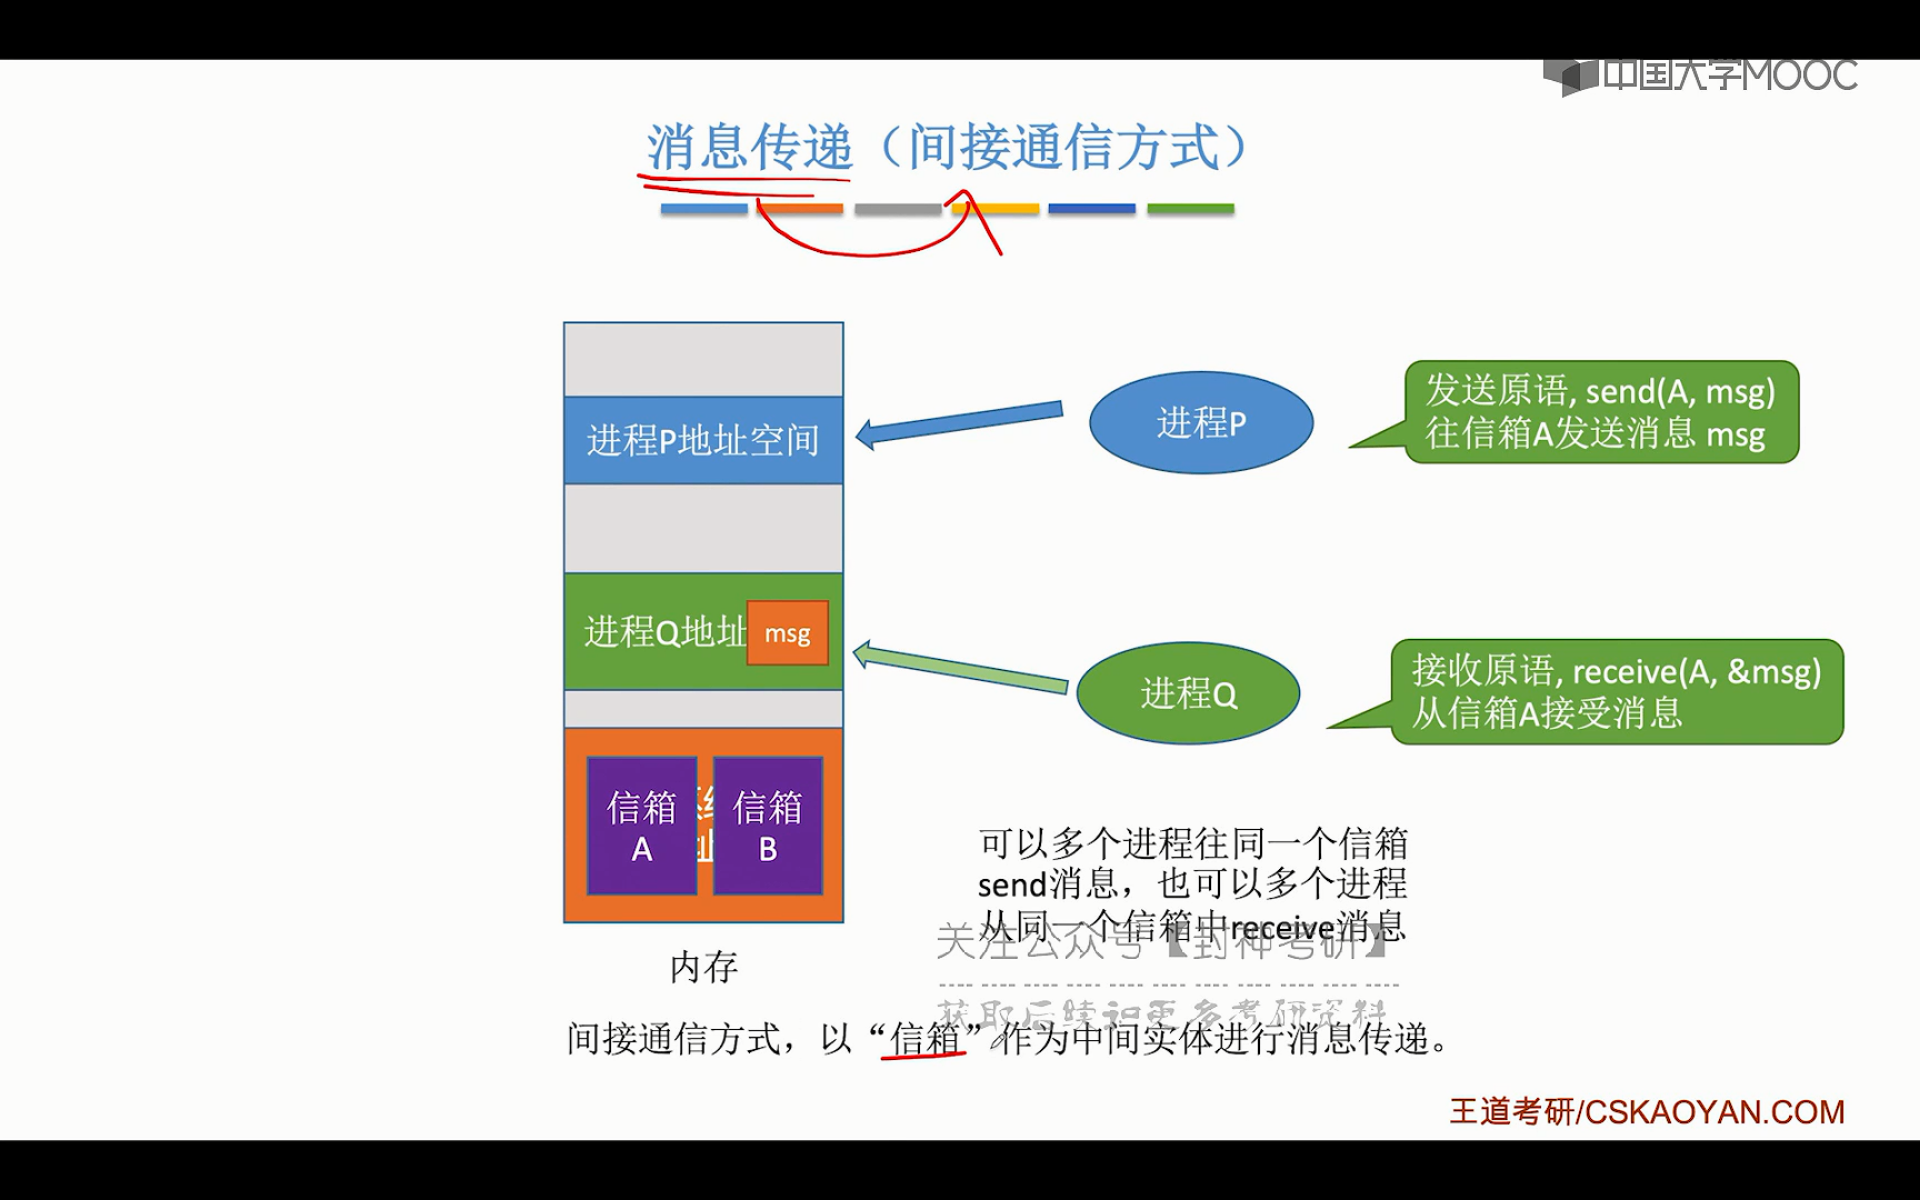 中国大学MOOC
消息传递（间接通信方式）
进程P地址空间
进程P
发送原语, send(A, msg)
往信箱A发送消息 msg
进程Q地址
msg
进程Q
接收原语, receive(A, &msg)
从信箱A接受消息
信箱
A
信箱
B
可以多个进程往同一个信箱
send消息，也可以多个进程
从同一个信箱中receive消息
关注公众号【封神考研】
获取后续和更多考研资料
内存
间接通信方式，以“信箱”作为中间实体进行消息传递。
王道考研/CSKAOYAN.COM